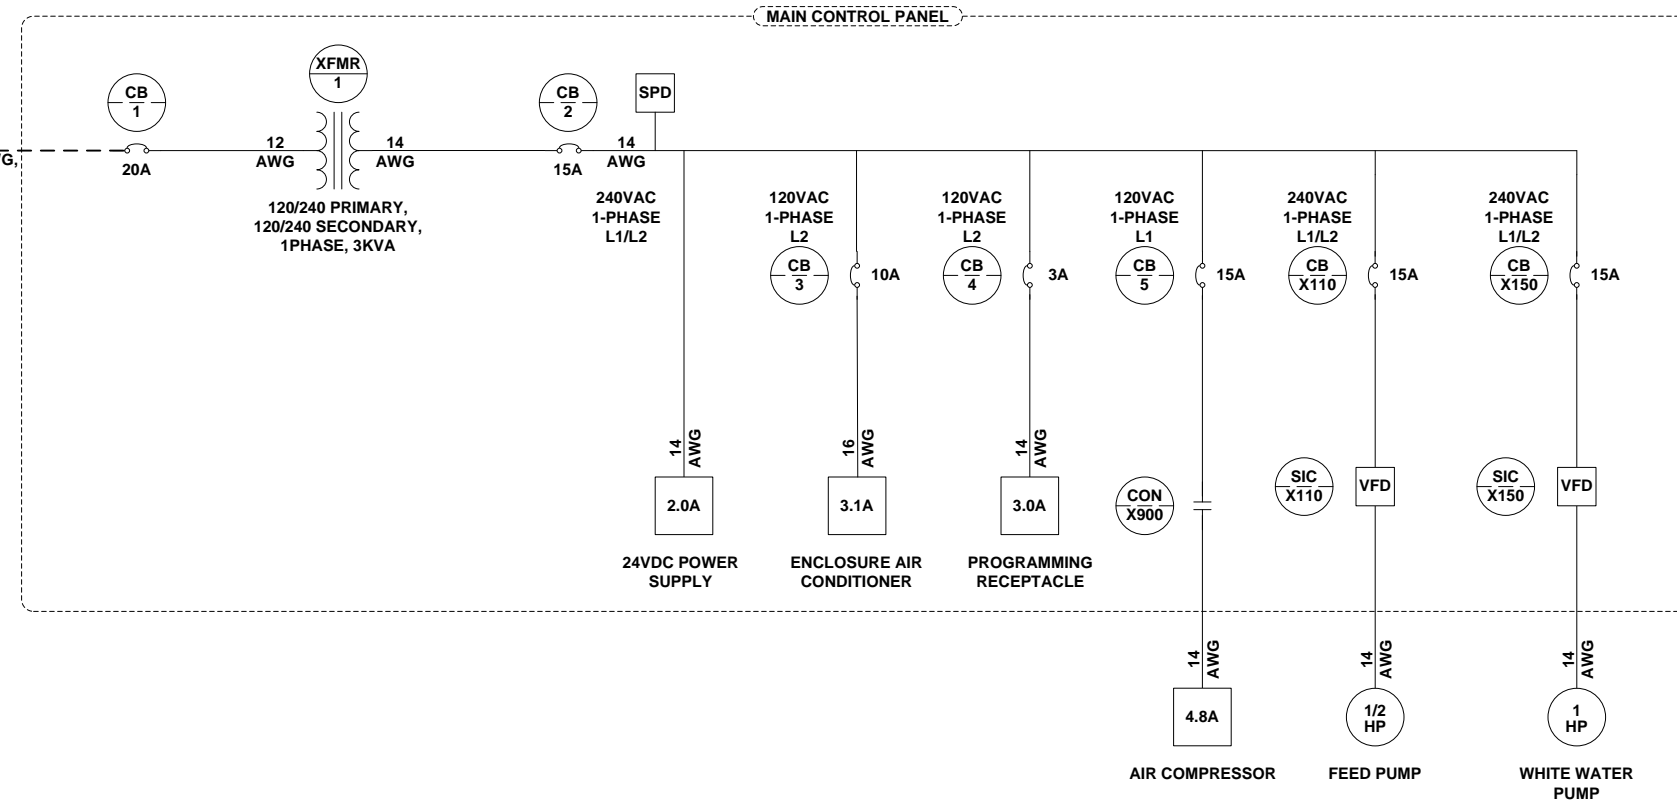 MAIN CONTROL PANEL
CB
1
20A
12
AWG
XFMR
1
14
AWG
120/240 PRIMARY,
120/240 SECONDARY,
1PHASE, 3KVA
CB
2
15A
14
AWG
SPD
240VAC
1-PHASE
L1/L2
14
AWG
2.0A
24VDC POWER
SUPPLY
120VAC
1-PHASE
L2
CB
3
10A
16
AWG
3.1A
ENCLOSURE AIR
CONDITIONER
120VAC
1-PHASE
L2
CB
4
3A
14
AWG
3.0A
PROGRAMMING
RECEPTACLE
120VAC
1-PHASE
L1
CB
5
15A
CON
X900
14
AWG
4.8A
AIR COMPRESSOR
240VAC
1-PHASE
L1/L2
CB
X110
15A
SIC
X110
VFD
14
AWG
1/2
HP
FEED PUMP
240VAC
1-PHASE
L1/L2
CB
X150
15A
SIC
X150
VFD
14
AWG
1
HP
WHITE WATER
PUMP